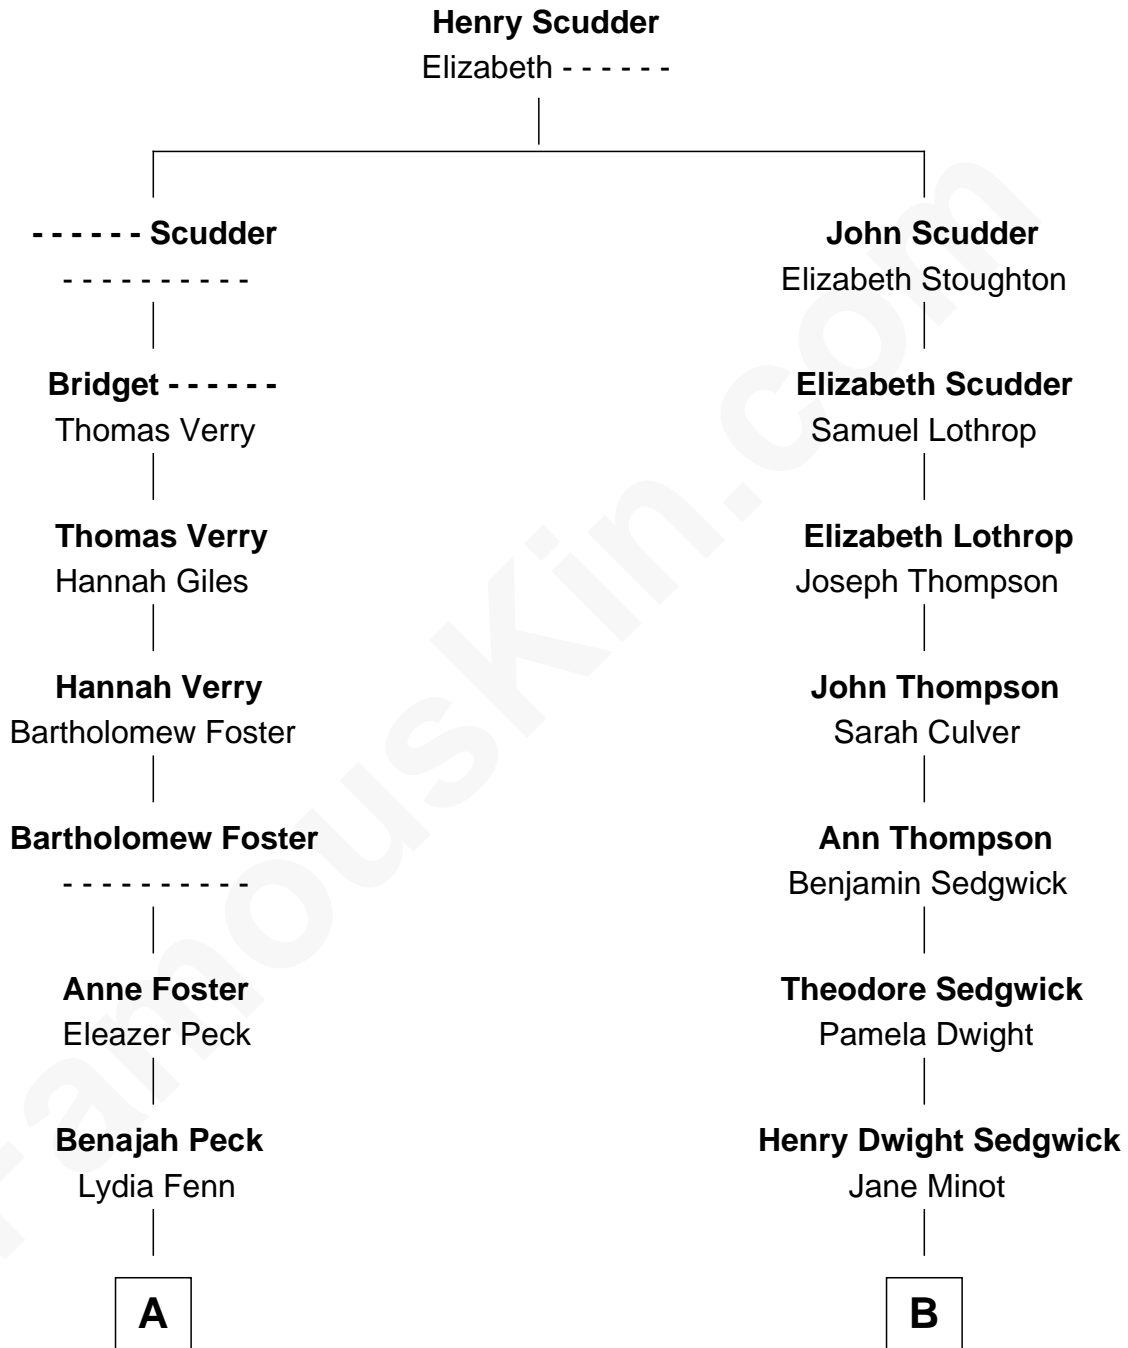 Henry Scudder
Elizabeth - - - - - -
- - - - - - Scudder
- - - - - - - - - -
Bridget - - - - - -
Thomas Verry
Thomas Verry
Hannah Giles
Hannah Verry
Bartholomew Foster
Bartholomew Foster
- - - - - - - - - -
Anne Foster
Eleazer Peck
Benajah Peck
Lydia Fenn
A
John Scudder
Elizabeth Stoughton
Elizabeth Scudder
Samuel Lothrop
Elizabeth Lothrop
Joseph Thompson
John Thompson
Sarah Culver
Ann Thompson
Benjamin Sedgwick
Theodore Sedgwick
Pamela Dwight
Henry Dwight Sedgwick
Jane Minot
B
FamousKin.com